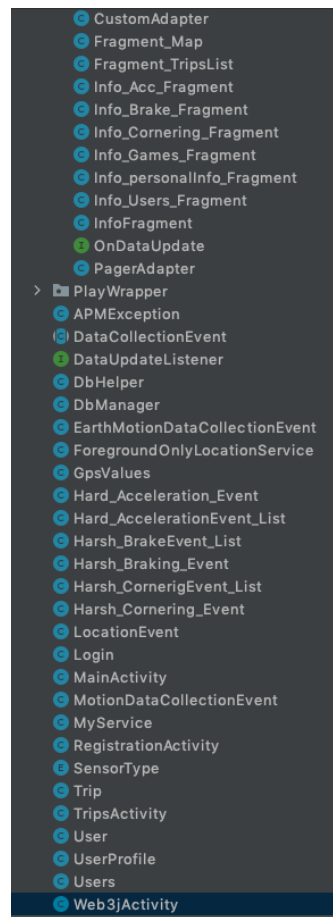 CustomAdapter
Fragment_Map
Fragment_TripsList
Info_Acc_Fragment
Info_Brake_Fragment
Info_Cornering_Fragment
Info_Games_Fragment
Info_personalInfo_Fragment
Info_Users_Fragment
InfoFragment
OnDataUpdate
PagerAdapter
PlayWrapper
APMException
DataCollectionEvent
DataUpdateListener
DbHelper
DbManager
EarthMotionDataCollectionEvent
ForegroundOnlyLocationService
GpsValues
Hard_Acceleration_Event
Hard_AccelerationEvent_List
Harsh_BrakeEvent_List
Harsh_Braking_Event
Harsh_CornerigEvent_List
Harsh_Cornering_Event
LocationEvent
Login
MainActivity
MotionDataCollectionEvent
MyService
RegistrationActivity
SensorType
Trip
TripsActivity
User
UserProfile
Users
Web3jActivity